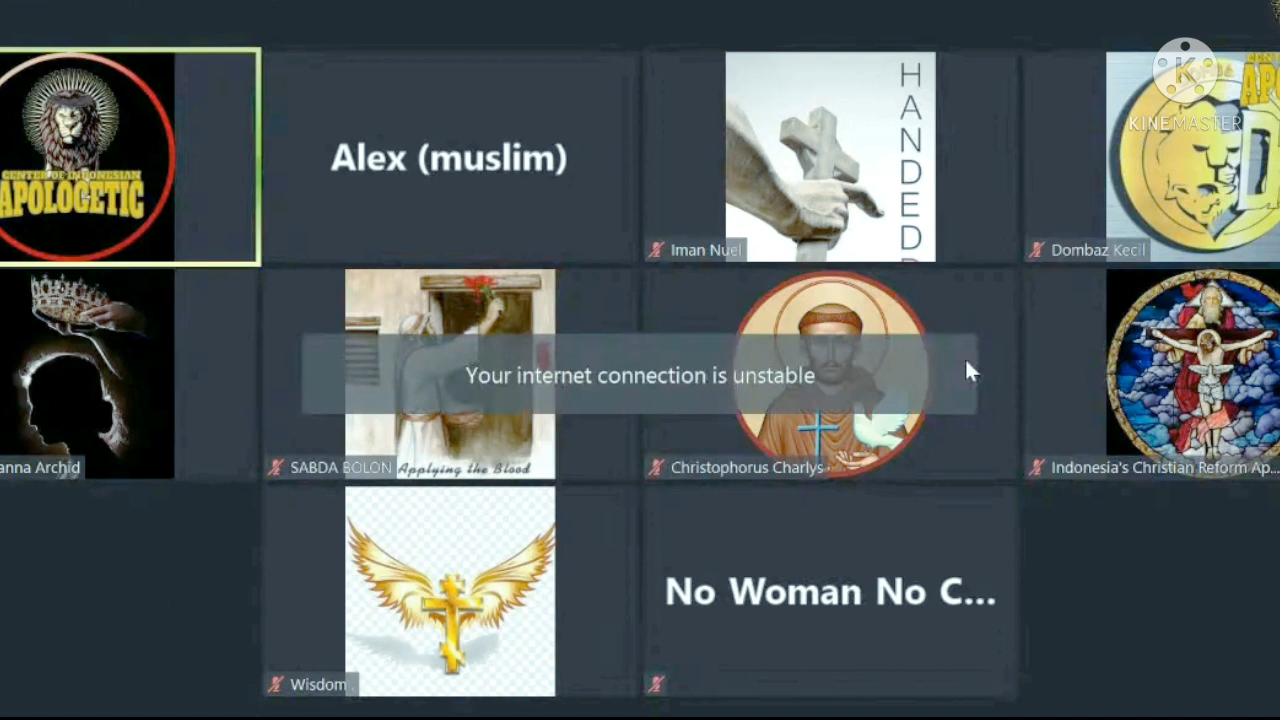 CENTER OF INDONESIAN
APOLOGETIC
Alex (muslim)
HANDED
Iman Nuel
KINEMASTER
Dombaz Kecil
anna Archid
Your internet connection is unstable
SABDA BOLON
Applying the Blood
Christophorus Charlys
Indonesia's Christian Reform Ap...
Wisdom
No Woman No C...